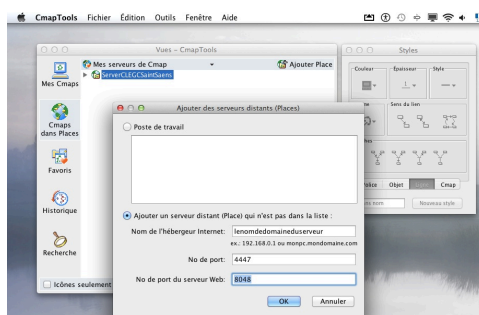 CmapTools Fichier Édition Outils Fenêtre Aide
Vues – CmapTools
Styles
Mes serveurs de Cmap
Ajouter Place
ServerCLEGCSaintSaens
Mes Cmaps
Cmaps dans Places
Favoris
Historique
Recherche
Icônes seulement
Couleur Epaisseur Style
Sens du lien
Police Objet Cmap
Nouveau style
Ajouter des serveurs distants (Places)
Poste de travail
Ajouter un serveur distant (Place) qui n'est pas dans la liste :
Nom de l'hébergeur Internet: lenomdedomaineduserveur
ex.: 192.168.0.1 ou monpc.mondomaine.com
No de port: 4447
No de port du serveur Web: 8048
OK Annuler